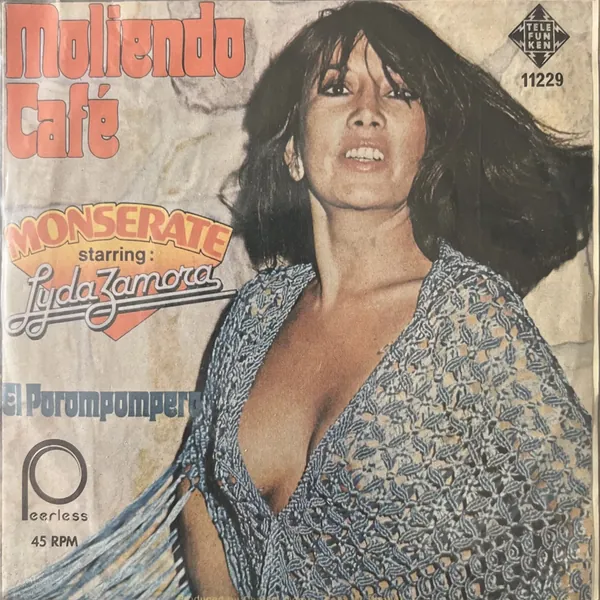 Moliendo
Café
TELE
FUN
KEN
11229
MONSERATE
starring:
Lyda Zamora
El Porompompero
Peerless
45 RPM